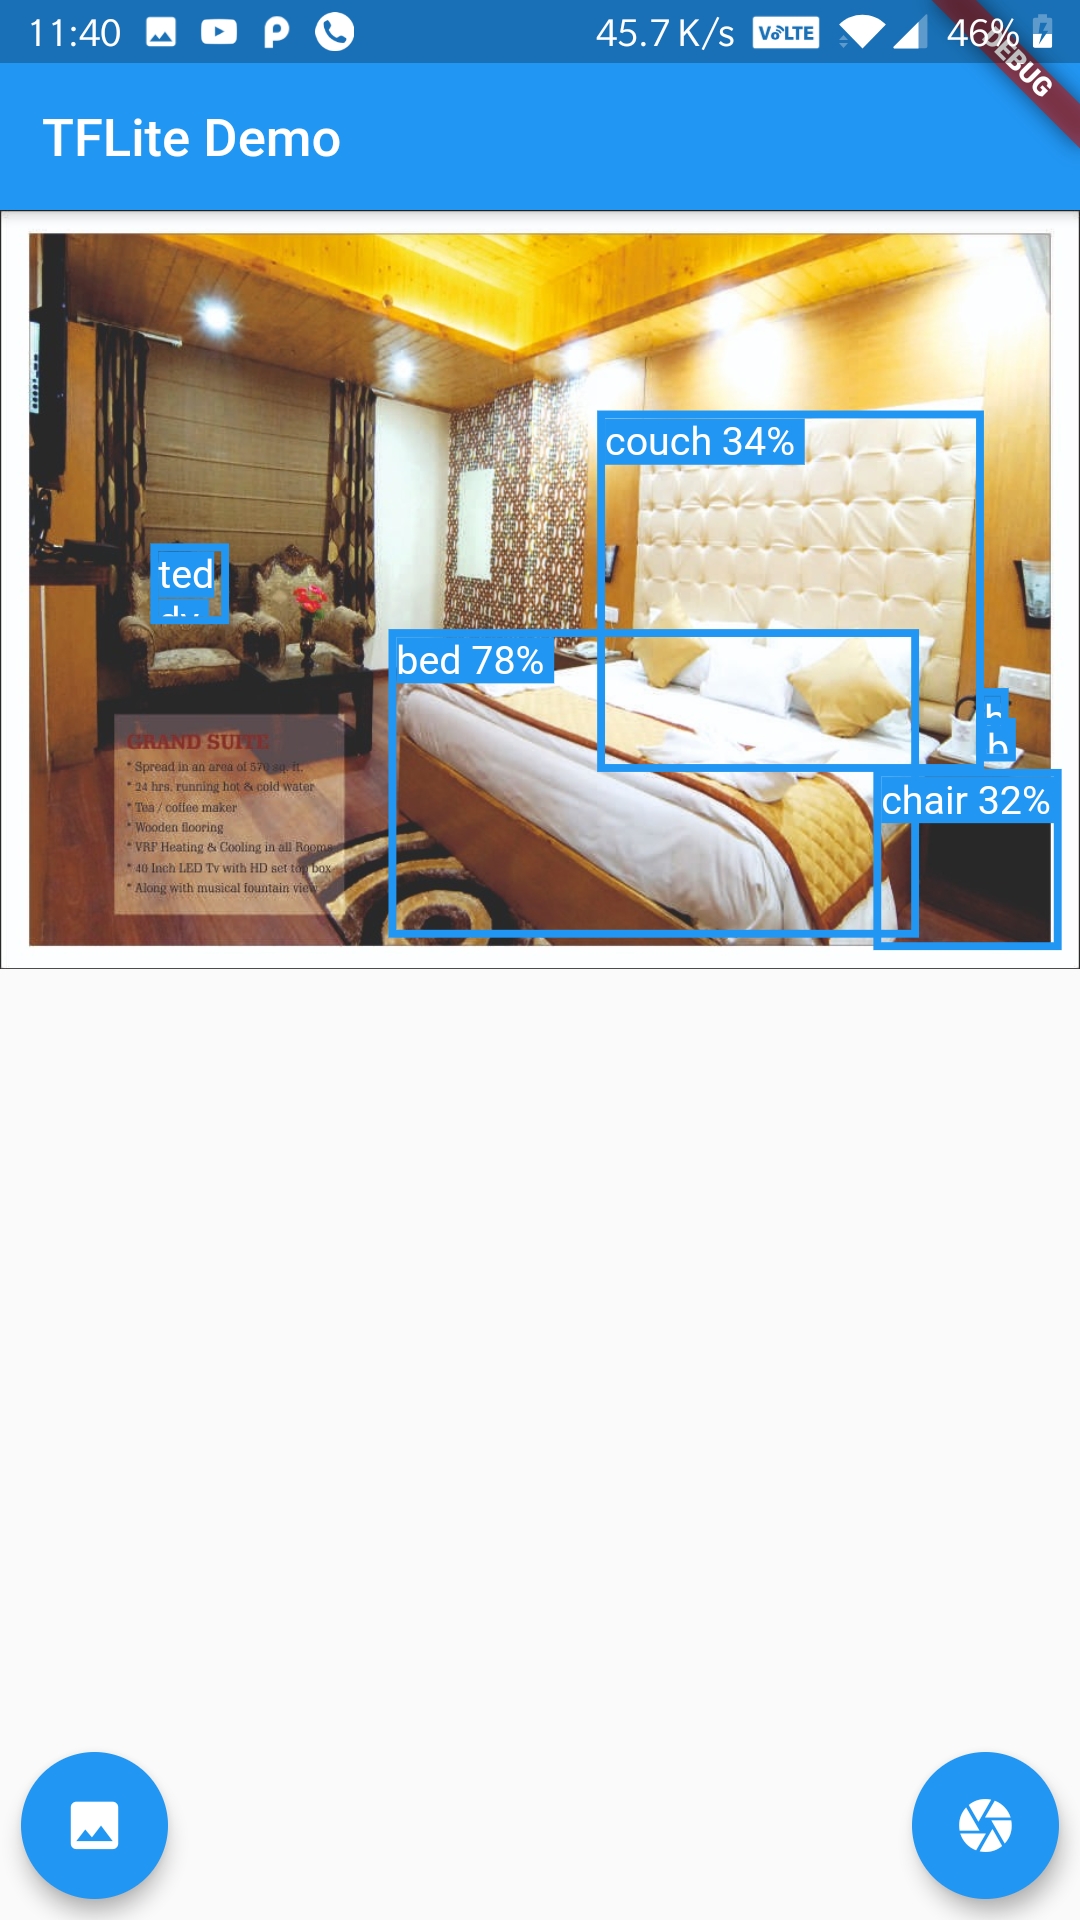 11:40
45.7 K/s
VoLTE
46%
DEBUG
TFLite Demo
couch 34%
ted
bed 78%
b
chair 32%
GRAND SUITE
* Spread in an area of 570 sq. ft.
* 24 hrs. running hot & cold water
* Tea / coffee maker
* Wooden flooring
* VRF Heating & Cooling in all Rooms
* 40 Inch LED Tv with HD set top box
* Along with musical fountain view